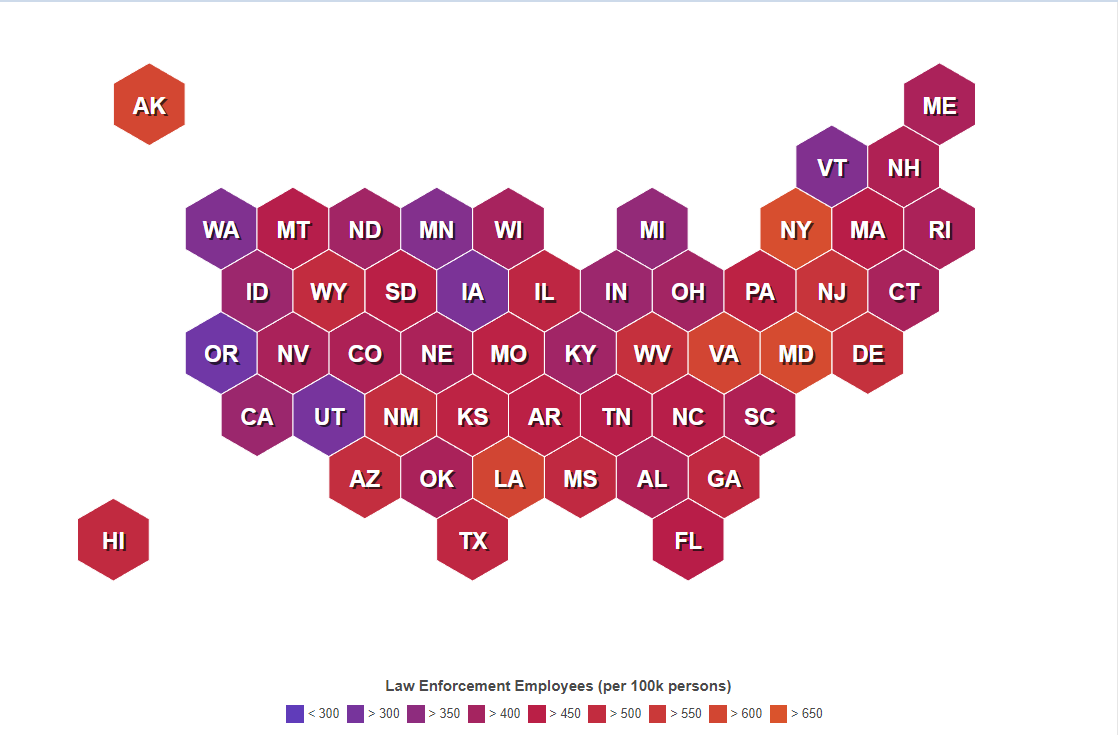 AK
ME
VT NH
WA MT ND MN WI MI NY MA RI
ID WY SD IA IL IN OH PA NJ CT
OR NV CO NE MO KY WV VA MD DE
CA UT NM KS AR TN NC SC
AZ OK LA MS AL GA
HI TX FL
Law Enforcement Employees (per 100k persons)
< 300 > 300 > 350 > 400 > 450 > 500 > 550 > 600 > 650